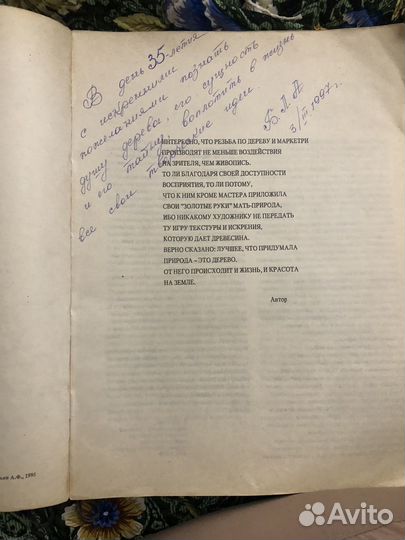 В день 35-летия
с искренними
пожеланиями познать
душу дерева, его сущность
и его тайны, воплотить в жизнь
все свои творческие идеи.
Б. Л. П
3/III.1997г.
ИНТЕРЕСНО, ЧТО РЕЗЬБА ПО ДЕРЕВУ И МАРКЕТРИ
ПРОИЗВОДЯТ НЕ МЕНЬШЕ ВОЗДЕЙСТВИЯ
НА ЗРИТЕЛЯ, ЧЕМ ЖИВОПИСЬ.
ТО ЛИ БЛАГОДАРЯ СВОЕЙ ДОСТУПНОСТИ
ВОСПРИЯТИЯ, ТО ЛИ ПОТОМУ,
ЧТО К НИМ КРОМЕ МАСТЕРА ПРИЛОЖИЛА
СВОИ "ЗОЛОТЫЕ РУКИ" МАТЬ-ПРИРОДА,
ИБО НИКАКОМУ ХУДОЖНИКУ НЕ ПЕРЕДАТЬ
ТУ ИГРУ ТЕКСТУРЫ И ИСКРЕНИЯ,
КОТОРУЮ ДАЕТ ДРЕВЕСИНА.
ВЕРНО СКАЗАНО: ЛУЧШЕЕ, ЧТО ПРИДУМАЛА
ПРИРОДА – ЭТО ДЕРЕВО.
ОТ НЕГО ПРОИСХОДИТ И ЖИЗНЬ, И КРАСОТА
НА ЗЕМЛЕ.
Автор
А.Ф., 1995
Avito